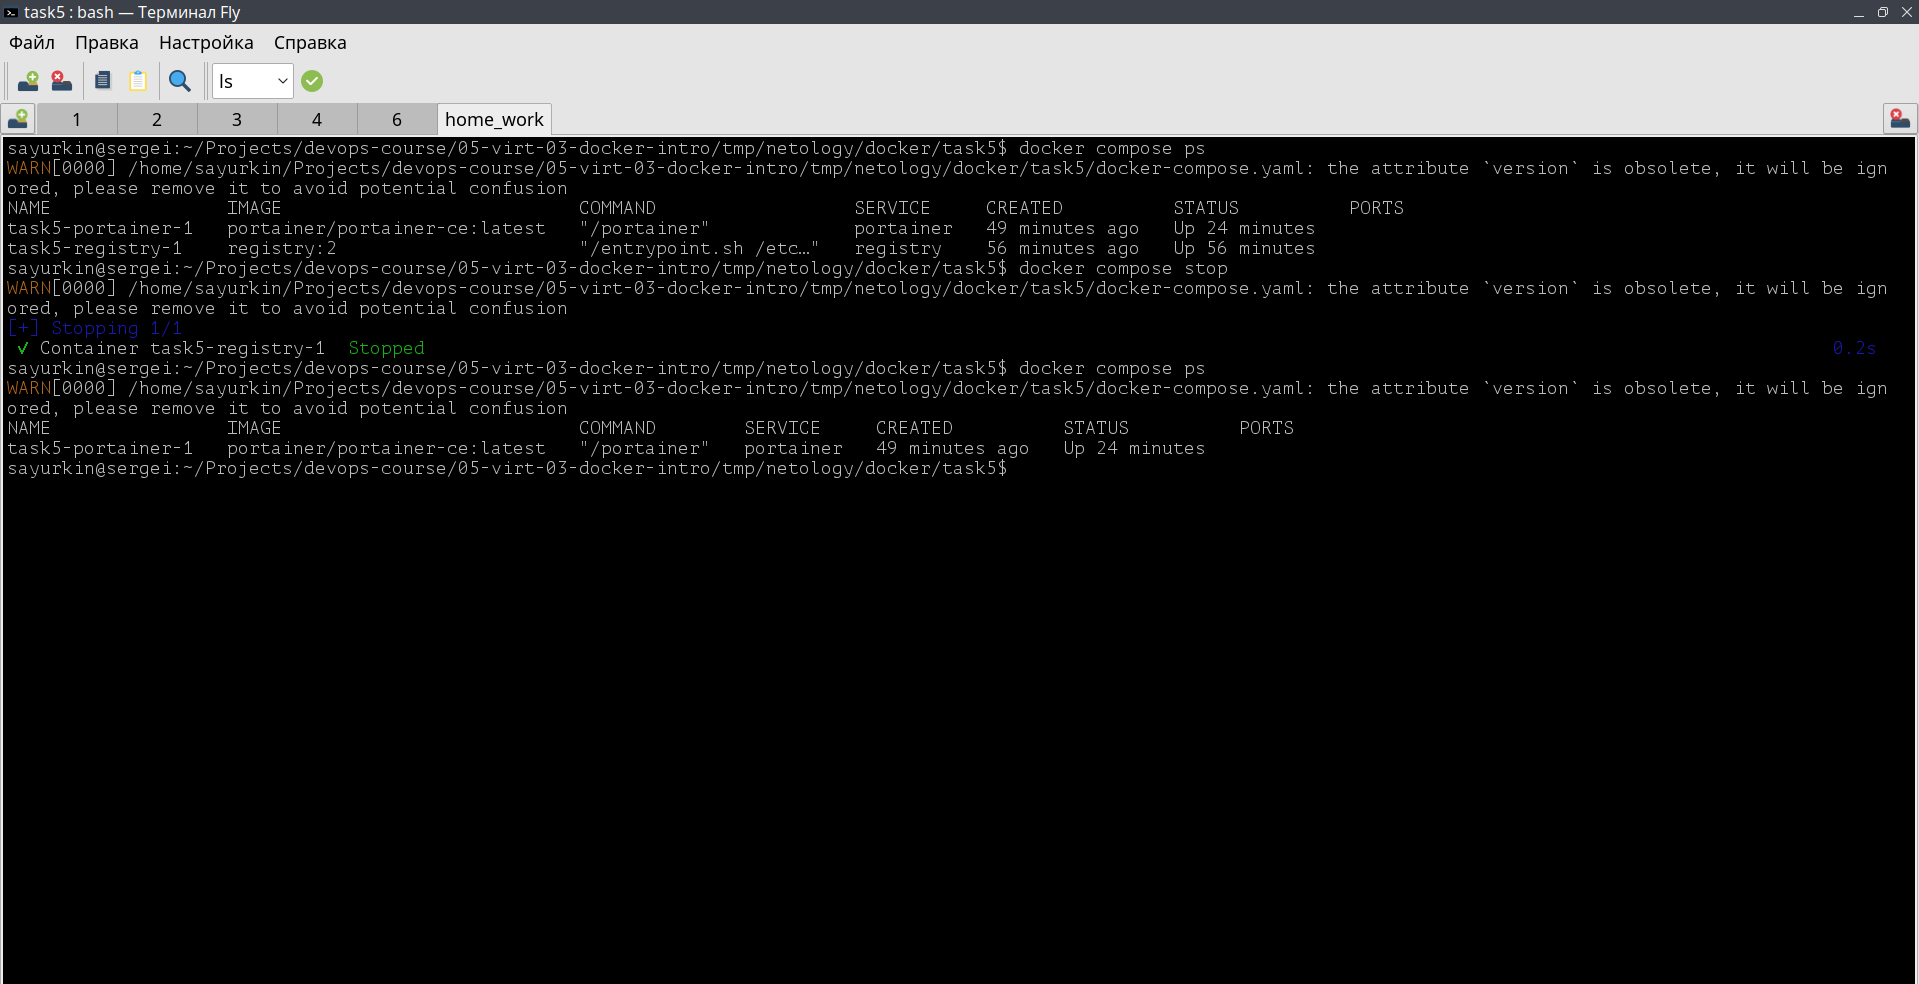 task5 : bash — Терминал Fly
Файл Правка Настройка Справка
ls
1 2 3 4 6 home_work
sayurkin@sergei:~/Projects/devops-course/05-virt-03-docker-intro/tmp/netology/docker/task5$ docker compose ps
WARN[0000] /home/sayurkin/Projects/devops-course/05-virt-03-docker-intro/tmp/netology/docker/task5/docker-compose.yaml: the attribute `version` is obsolete, it will be ign
ored, please remove it to avoid potential confusion
NAME IMAGE COMMAND SERVICE CREATED STATUS PORTS
task5-portainer-1 portainer/portainer-ce:latest "/portainer" portainer 49 minutes ago Up 24 minutes
task5-registry-1 registry:2 "/entrypoint.sh /etc…" registry 56 minutes ago Up 56 minutes
sayurkin@sergei:~/Projects/devops-course/05-virt-03-docker-intro/tmp/netology/docker/task5$ docker compose stop
WARN[0000] /home/sayurkin/Projects/devops-course/05-virt-03-docker-intro/tmp/netology/docker/task5/docker-compose.yaml: the attribute `version` is obsolete, it will be ign
ored, please remove it to avoid potential confusion
[+] Stopping 1/1
✓ Container task5-registry-1 Stopped 0.2s
sayurkin@sergei:~/Projects/devops-course/05-virt-03-docker-intro/tmp/netology/docker/task5$ docker compose ps
WARN[0000] /home/sayurkin/Projects/devops-course/05-virt-03-docker-intro/tmp/netology/docker/task5/docker-compose.yaml: the attribute `version` is obsolete, it will be ign
ored, please remove it to avoid potential confusion
NAME IMAGE COMMAND SERVICE CREATED STATUS PORTS
task5-portainer-1 portainer/portainer-ce:latest "/portainer" portainer 49 minutes ago Up 24 minutes
sayurkin@sergei:~/Projects/devops-course/05-virt-03-docker-intro/tmp/netology/docker/task5$